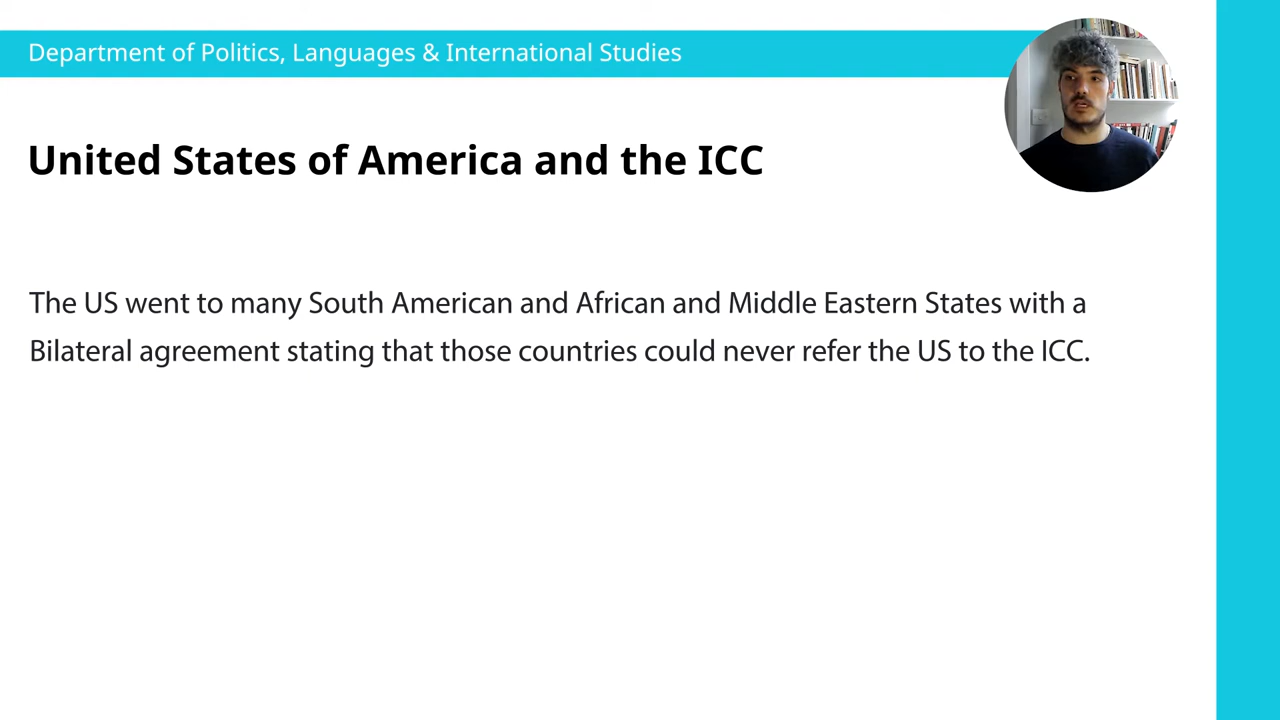 Department of Politics, Languages & International Studies
United States of America and the ICC
The US went to many South American and African and Middle Eastern States with a
Bilateral agreement stating that those countries could never refer the US to the ICC.